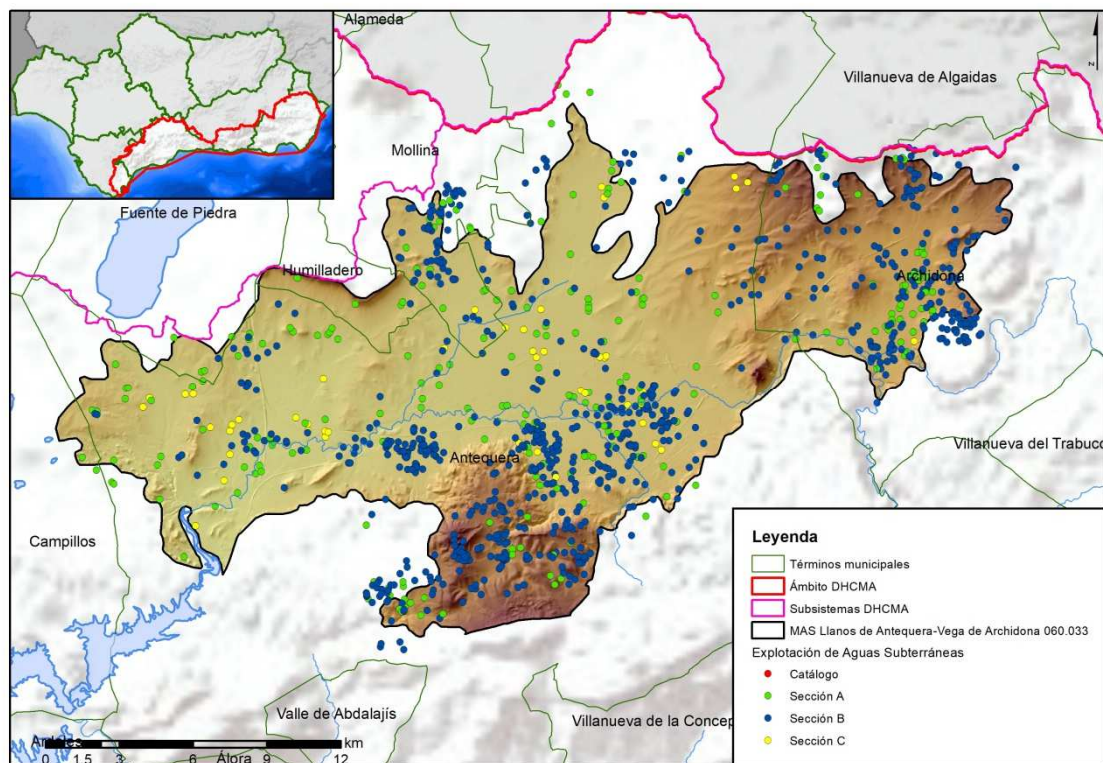 Alameda
Villanueva de Algaidas
Mollina
Fuente de Piedra
Humilladero
Archidona
Antequera
Villanueva del Trabuco
Campillos
Valle de Abdalajís
Villanueva de la Concep
Álora
km
0 1.5 3 6 9 12
Leyenda
Términos municipales
Ámbito DHCMA
Subsistemas DHCMA
MAS Llanos de Antequera-Vega de Archidona 060.033
Explotación de Aguas Subterráneas
Catálogo
Sección A
Sección B
Sección C